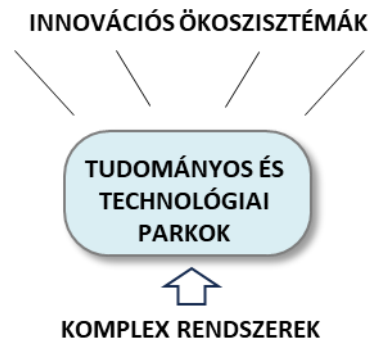 INNOVÁCIÓS ÖKOSZISZTÉMÁK
TUDOMÁNYOS ÉS
TECHNOLÓGIAI
PARKOK
KOMPLEX RENDSZEREK